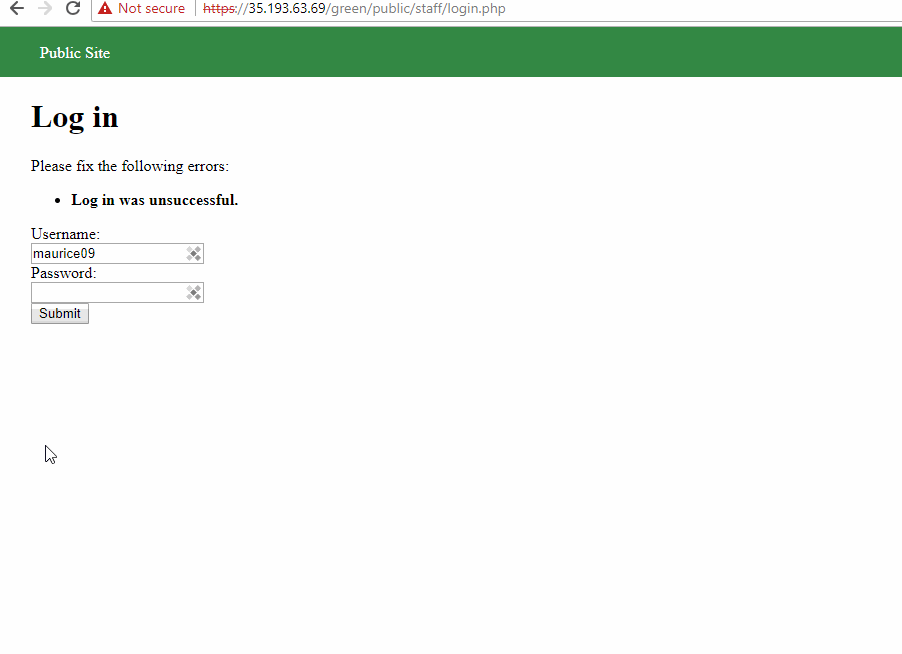 Not secure https://35.193.63.69/green/public/staff/login.php
Public Site
Log in
Please fix the following errors:
• Log in was unsuccessful.
Username:
maurice09
Password:
Submit